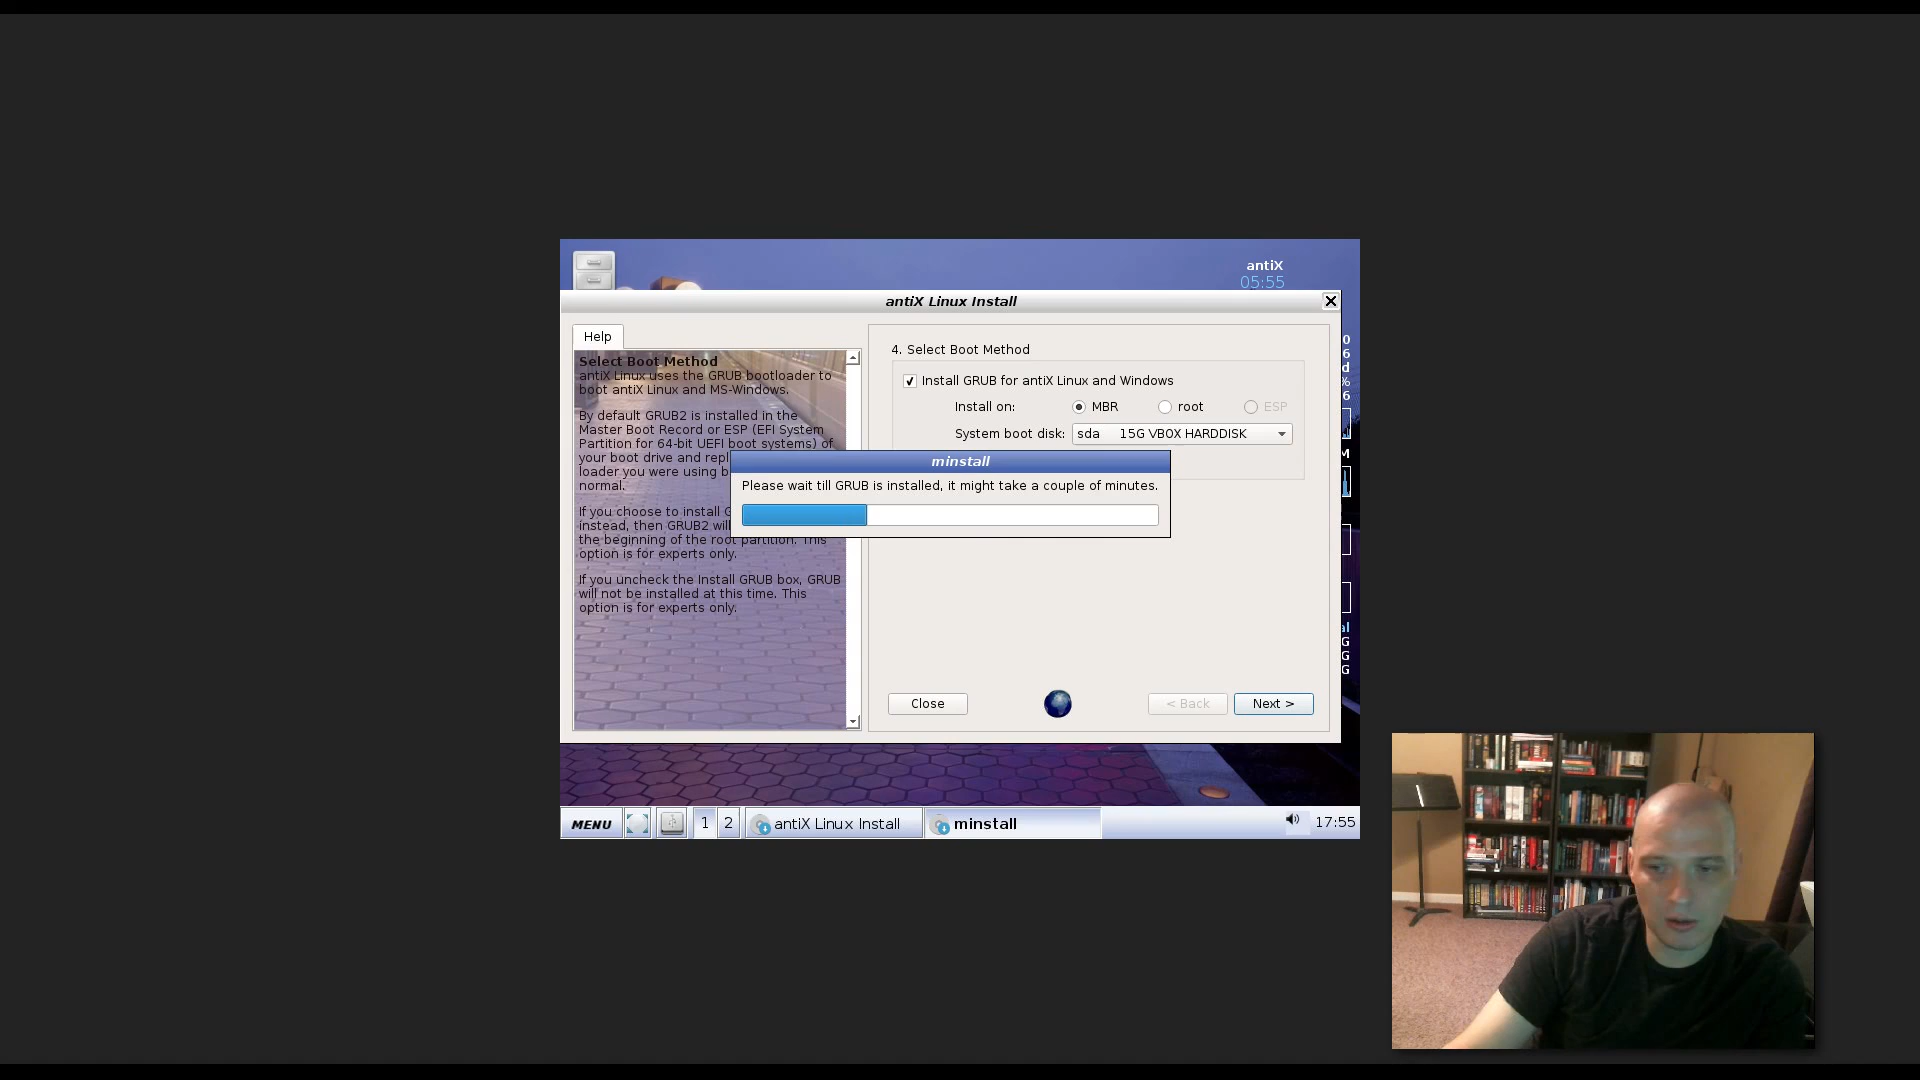 antiX
05:55
antiX Linux Install
Help
Select Boot Method
antiX Linux uses the GRUB bootloader to
boot antiX Linux and MS-Windows.
By default GRUB2 is installed in the
Master Boot Record or ESP (EFI System
Partition for 64-bit UEFI boot systems) of
your boot drive and repl
loader you were using b
normal.
If you choose to install G
instead, then GRUB2 will
the beginning of the root partition. This
option is for experts only.
If you uncheck the Install GRUB box, GRUB
will not be installed at this time. This
option is for experts only.
4. Select Boot Method
Install GRUB for antiX Linux and Windows
Install on: MBR root ESP
System boot disk: sda 15G VBOX HARDDISK
minstall
Please wait till GRUB is installed, it might take a couple of minutes.
Close < Back Next >
0
6
d
%
6
M
al
G
G
G
MENU 1 2 antiX Linux Install minstall 17:55